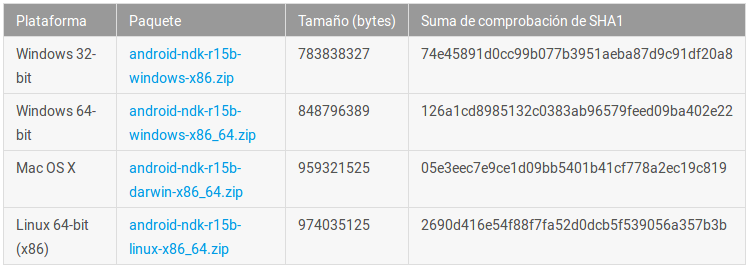 Plataforma Paquete Tamaño (bytes) Suma de comprobación de SHA1
Windows 32- android-ndk-r15b- 783838327 74e45891d0cc99b077b3951aeba87d9c91df20a8
bit windows-x86.zip
Windows 64- android-ndk-r15b- 848796389 126a1cd8985132c0383ab96579feed09ba402e22
bit windows-x86_64.zip
Mac OS X android-ndk-r15b- 959321525 05e3eec7e9ce1d09bb5401b41cf778a2ec19c819
darwin-x86_64.zip
Linux 64-bit android-ndk-r15b- 974035125 2690d416e54f88f7fa52d0dcb5f539056a357b3b
(x86) linux-x86_64.zip